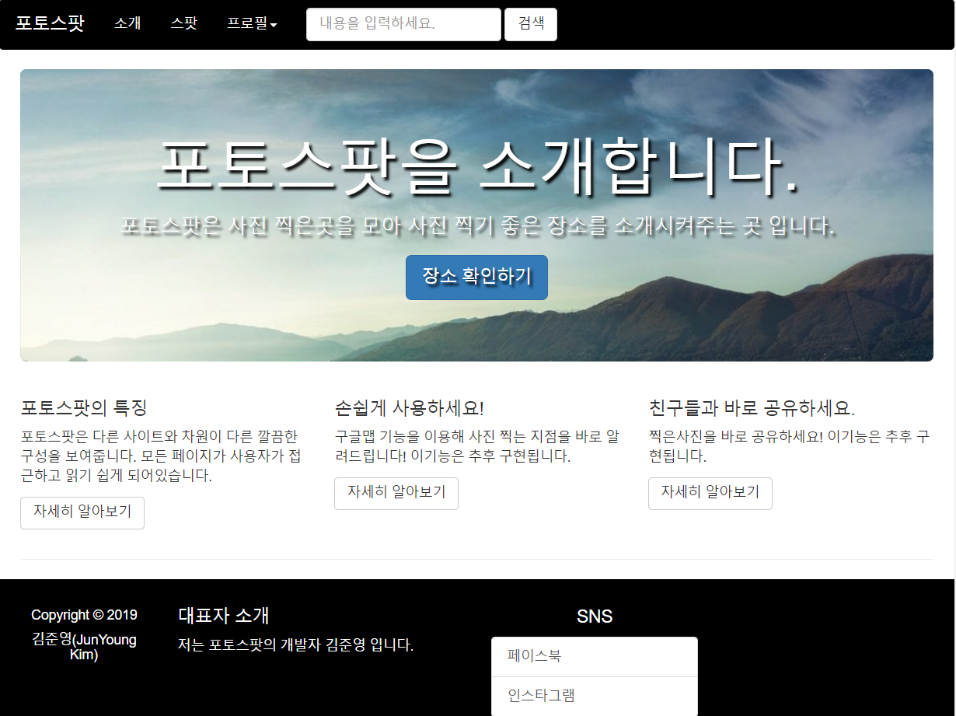 포토스팟 소개 스팟 프로필 내용을 입력하세요. 검색
포토스팟을 소개합니다.
포토스팟은 사진 찍은곳을 모아 사진 찍기 좋은 장소를 소개시켜주는 곳 입니다.
장소 확인하기
포토스팟의 특징
포토스팟은 다른 사이트와 차원이 다른 깔끔한
구성을 보여줍니다. 모든 페이지가 사용자가 접
근하고 읽기 쉽게 되어있습니다.
자세히 알아보기
손쉽게 사용하세요!
구글맵 기능을 이용해 사진 찍는 지점을 바로 알
려드립니다! 이기능은 추후 구현됩니다.
자세히 알아보기
친구들과 바로 공유하세요.
찍은사진을 바로 공유하세요! 이기능은 추후 구
현됩니다.
자세히 알아보기
Copyright © 2019
김준영(JunYoung
Kim)
대표자 소개
저는 포토스팟의 개발자 김준영 입니다.
SNS
페이스북
인스타그램